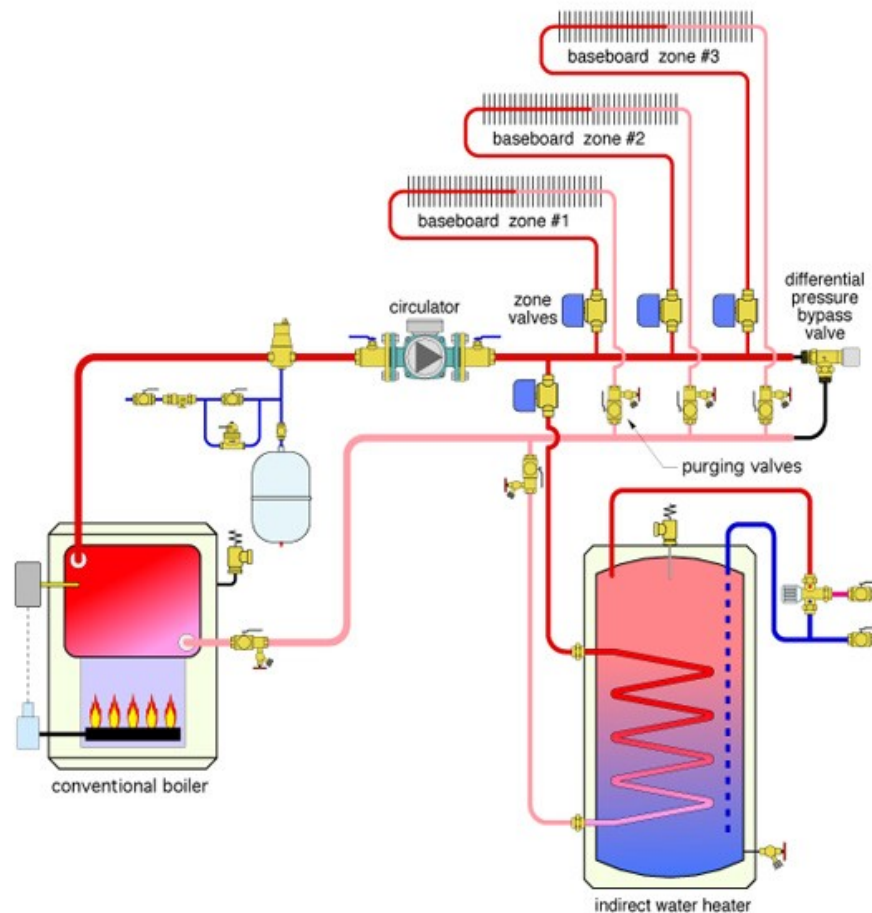 baseboard zone #3
baseboard zone #2
baseboard zone #1
circulator
zone
valves
differential
pressure
bypass
valve
purging valves
conventional boiler
indirect water heater